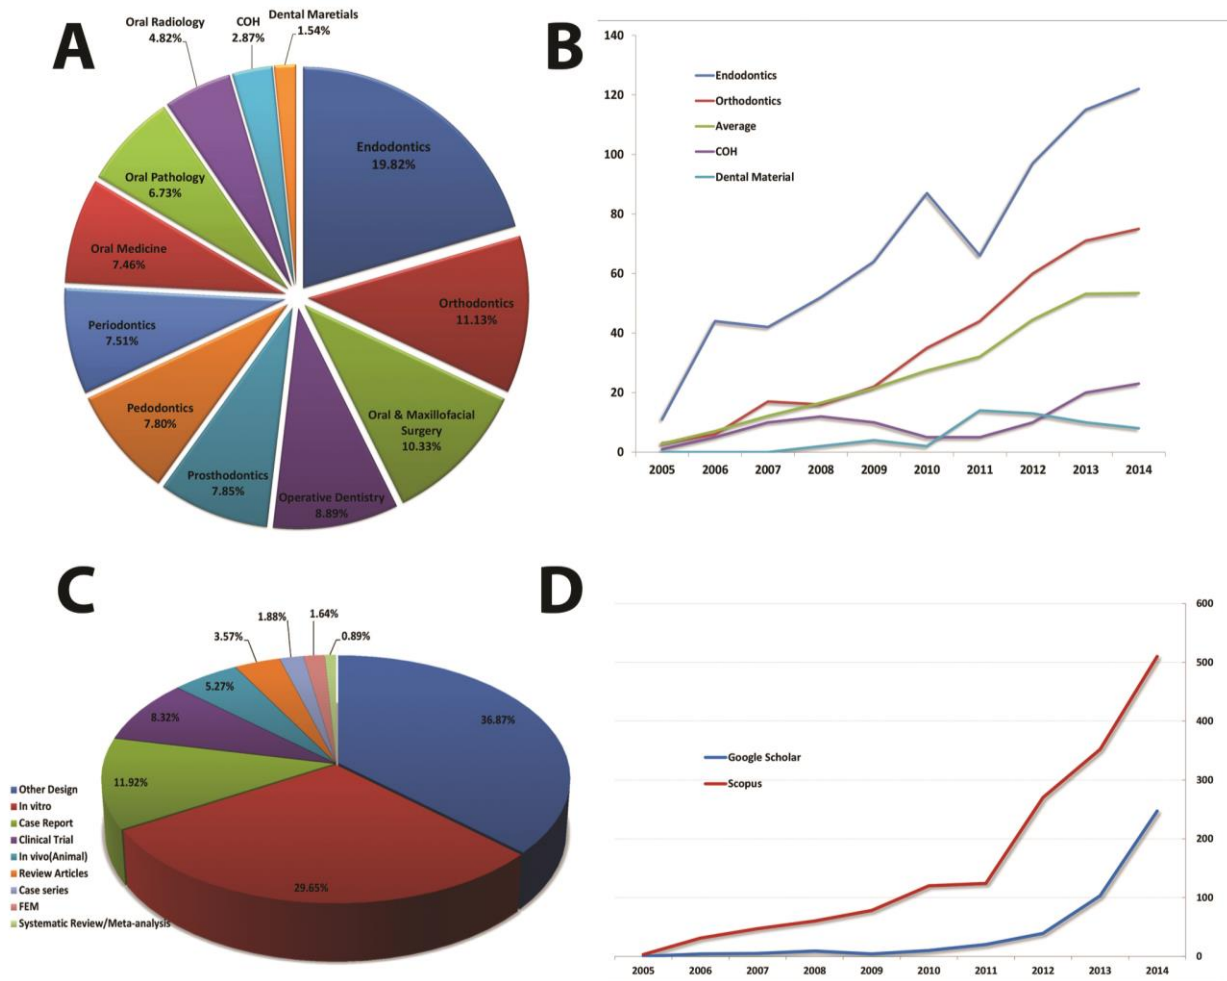 A
Oral Radiology
4.82%
COH
2.87%
Dental Maretials
1.54%
Endodontics
19.82%
Orthodontics
11.13%
Oral & Maxillofacial
Surgery
10.33%
Operative Dentistry
8.89%
Prosthodontics
7.85%
Pedodontics
7.80%
Periodontics
7.51%
Oral Medicine
7.46%
Oral Pathology
6.73%
B
140
120
100
80
60
40
20
0
Endodontics
Orthodontics
Average
COH
Dental Material
2005 2006 2007 2008 2009 2010 2011 2012 2013 2014
C
36.87%
29.65%
11.92%
8.32%
5.27%
3.57%
1.88%
1.64%
0.89%
Other Design
In vitro
Case Report
Clinical Trial
In vivo(Animal)
Review Articles
Case series
FEM
Systematic Review/Meta-analysis
D
600
500
400
300
200
100
0
Google Scholar
Scopus
2005 2006 2007 2008 2009 2010 2011 2012 2013 2014